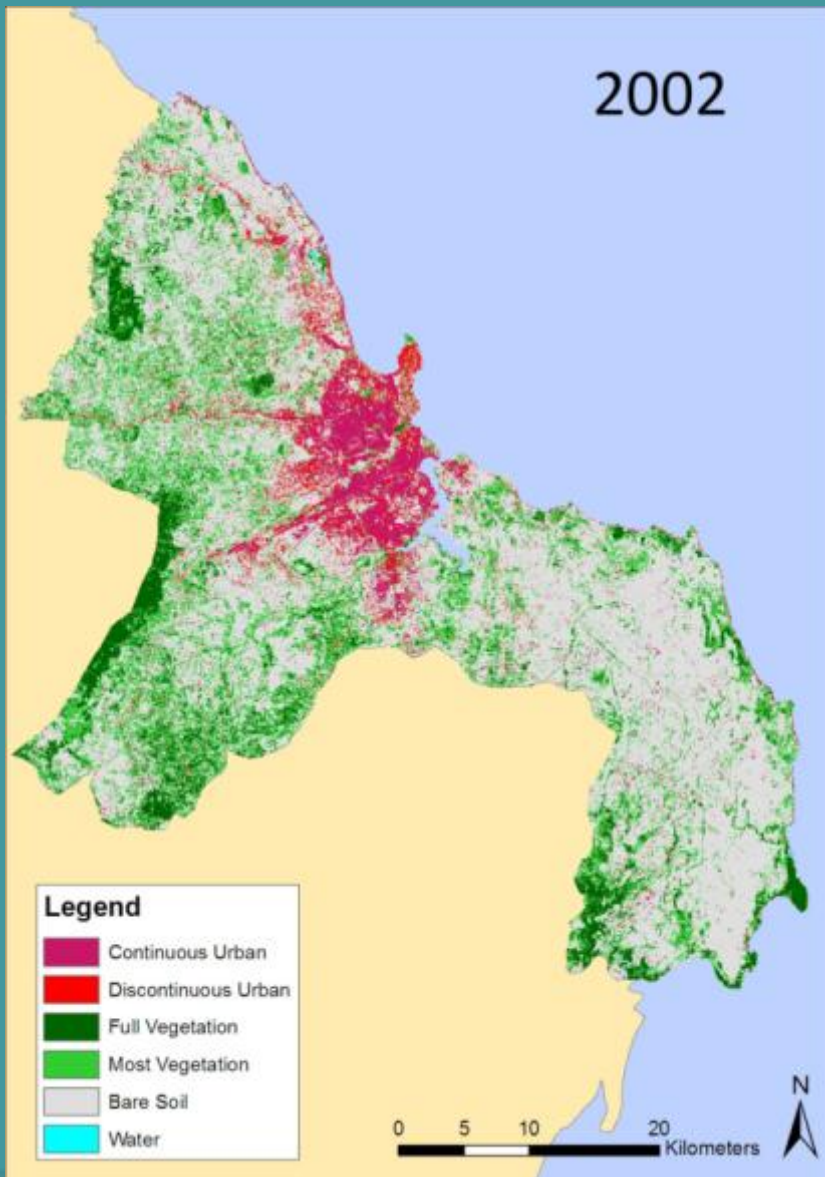 2002
Legend
Continuous Urban
Discontinuous Urban
Full Vegetation
Most Vegetation
Bare Soil
Water
N
0 5 10 20
Kilometers